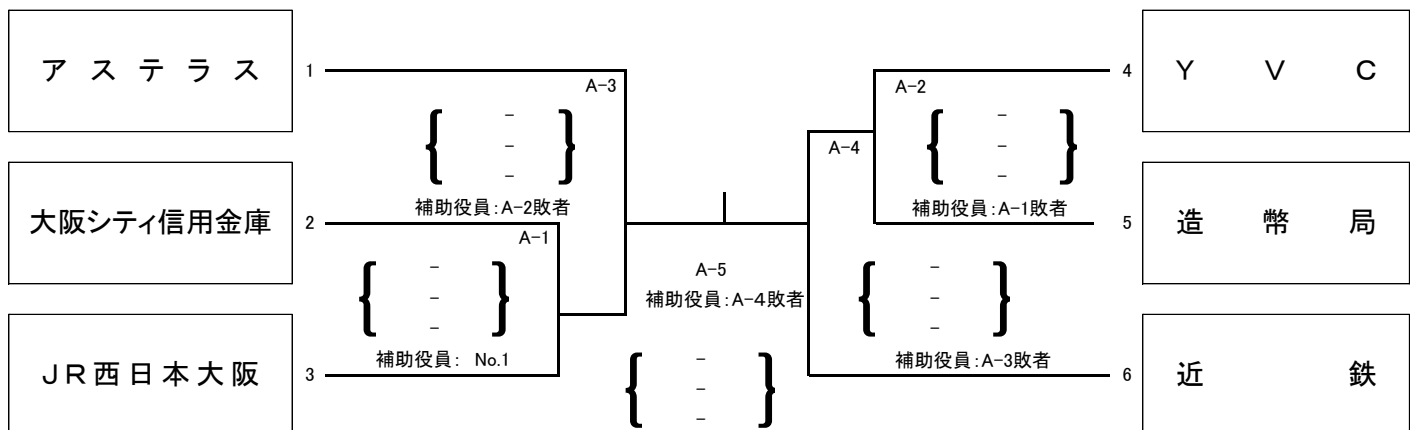 アステラス 1
A-3
{ - - - }
補助役員:A-2敗者
大阪シティ信用金庫 2
A-1
{ - - - }
補助役員: No.1
JR西日本大阪 3
A-5
補助役員:A-4敗者
{ - - - }
4 YVC
A-2
{ - - - }
A-4
補助役員:A-1敗者
5 造幣局
{ - - - }
補助役員:A-3敗者
6 近鉄